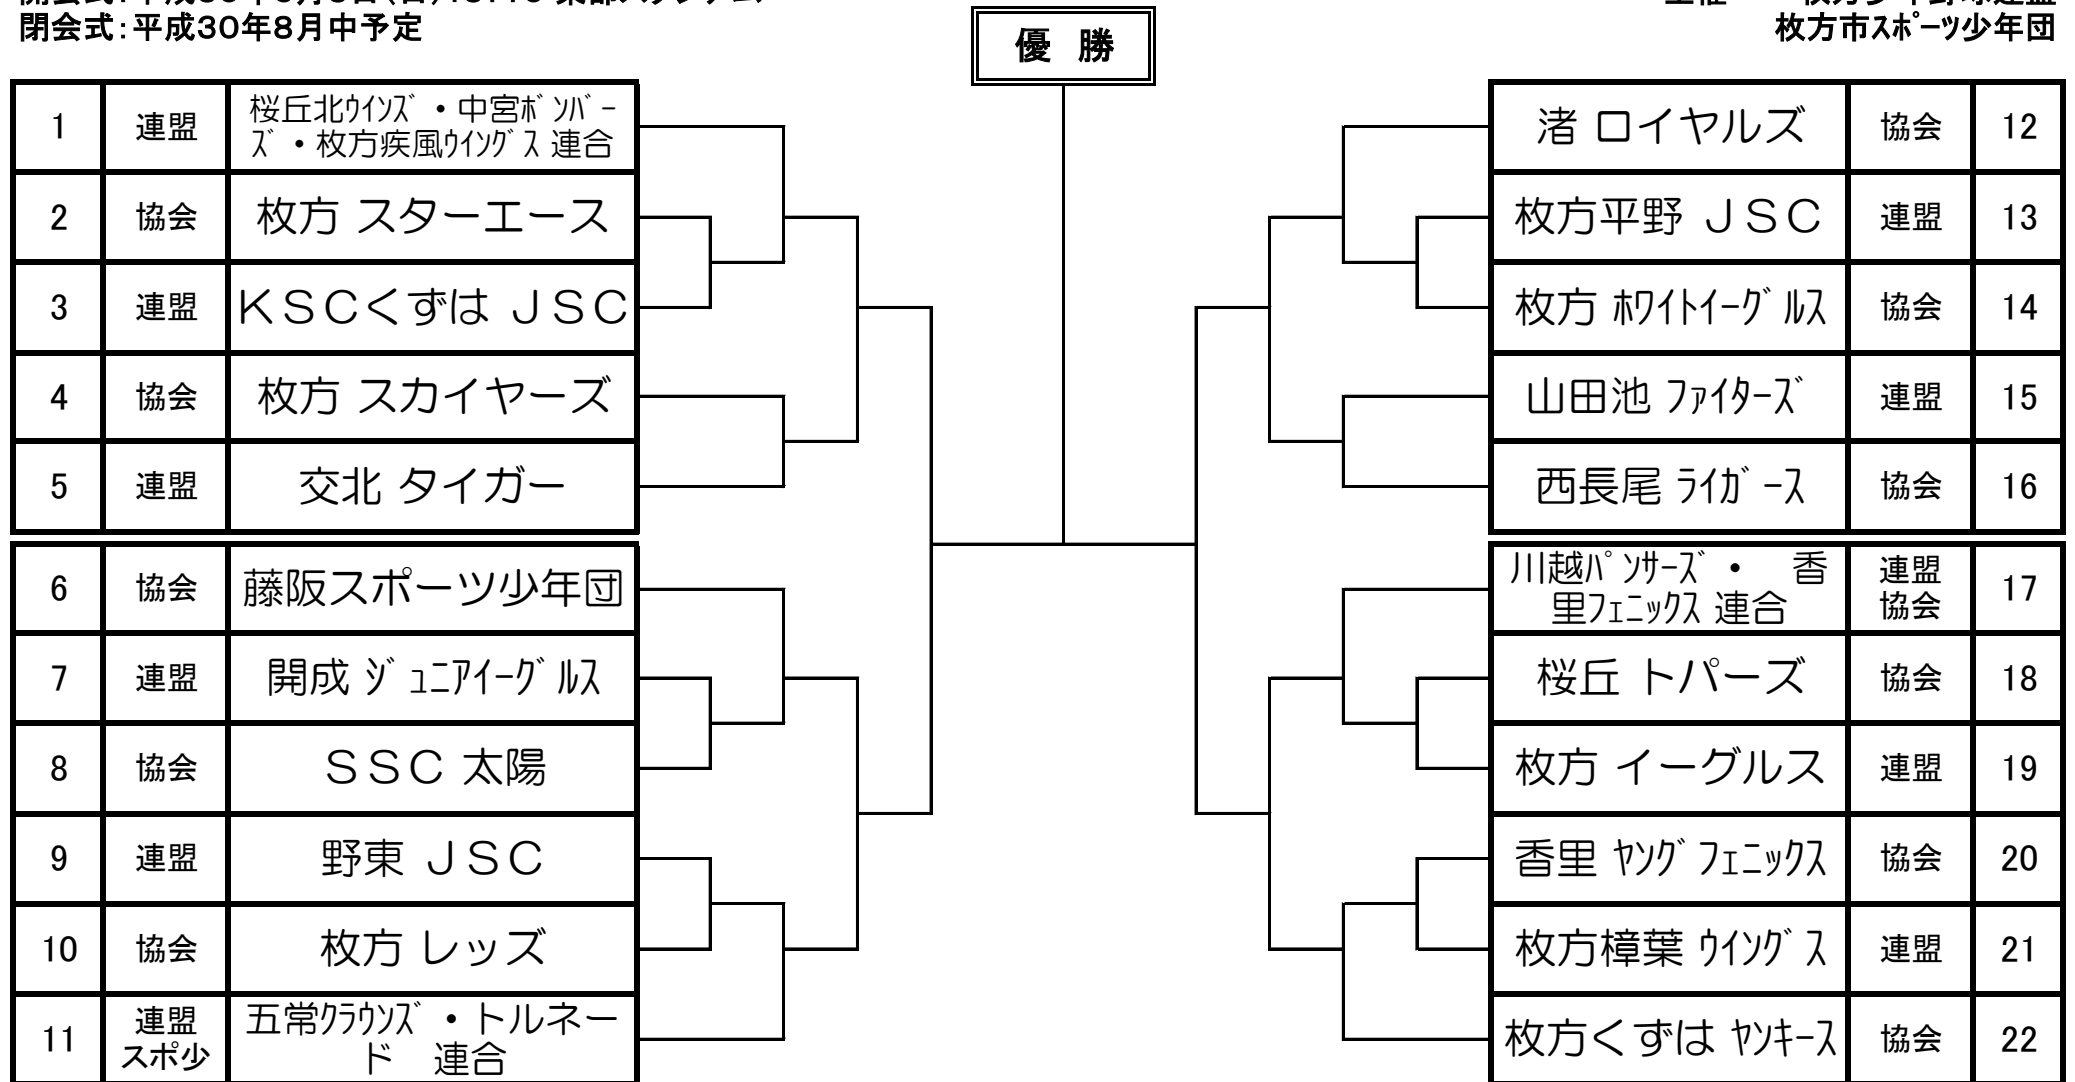 閉会式：平成３０年８月中予定
枚方市ｽﾎﾟｰﾂ少年団
優 勝
1 連盟 桜丘北ｳｲﾝｽﾞ・中宮ﾎﾞﾝﾊﾞｰ
ｽﾞ・枚方疾風ｳｲﾝｸﾞｽ 連合
2 協会 枚方 スターエース
3 連盟 ＫＳＣくずは ＪＳＣ
4 協会 枚方 スカイヤーズ
5 連盟 交北 タイガー
6 協会 藤阪スポーツ少年団
7 連盟 開成 ｼﾞｭﾆｱｲｰｸﾞﾙｽ
8 協会 ＳＳＣ 太陽
9 連盟 野東 ＪＳＣ
10 協会 枚方 レッズ
11 連盟 五常ｸﾗｳﾝｽﾞ・トルネー
スポ少 ド　連合
渚 ロイヤルズ 協会 12
枚方平野 ＪＳＣ 連盟 13
枚方 ﾎﾜｲﾄｲｰｸﾞﾙｽ 協会 14
山田池 ﾌｧｲﾀｰｽﾞ 連盟 15
西長尾 ﾗｲｶﾞｰｽ 協会 16
川越ﾊﾟﾝｻｰｽﾞ・　香 連盟 17
里ﾌｪﾆｯｸｽ 連合 協会
桜丘 トパーズ 協会 18
枚方 イーグルス 連盟 19
香里 ﾔﾝｸﾞﾌｪﾆｯｸｽ 協会 20
枚方樟葉 ｳｲﾝｸﾞｽ 連盟 21
枚方くずは ﾔﾝｷｰｽ 協会 22